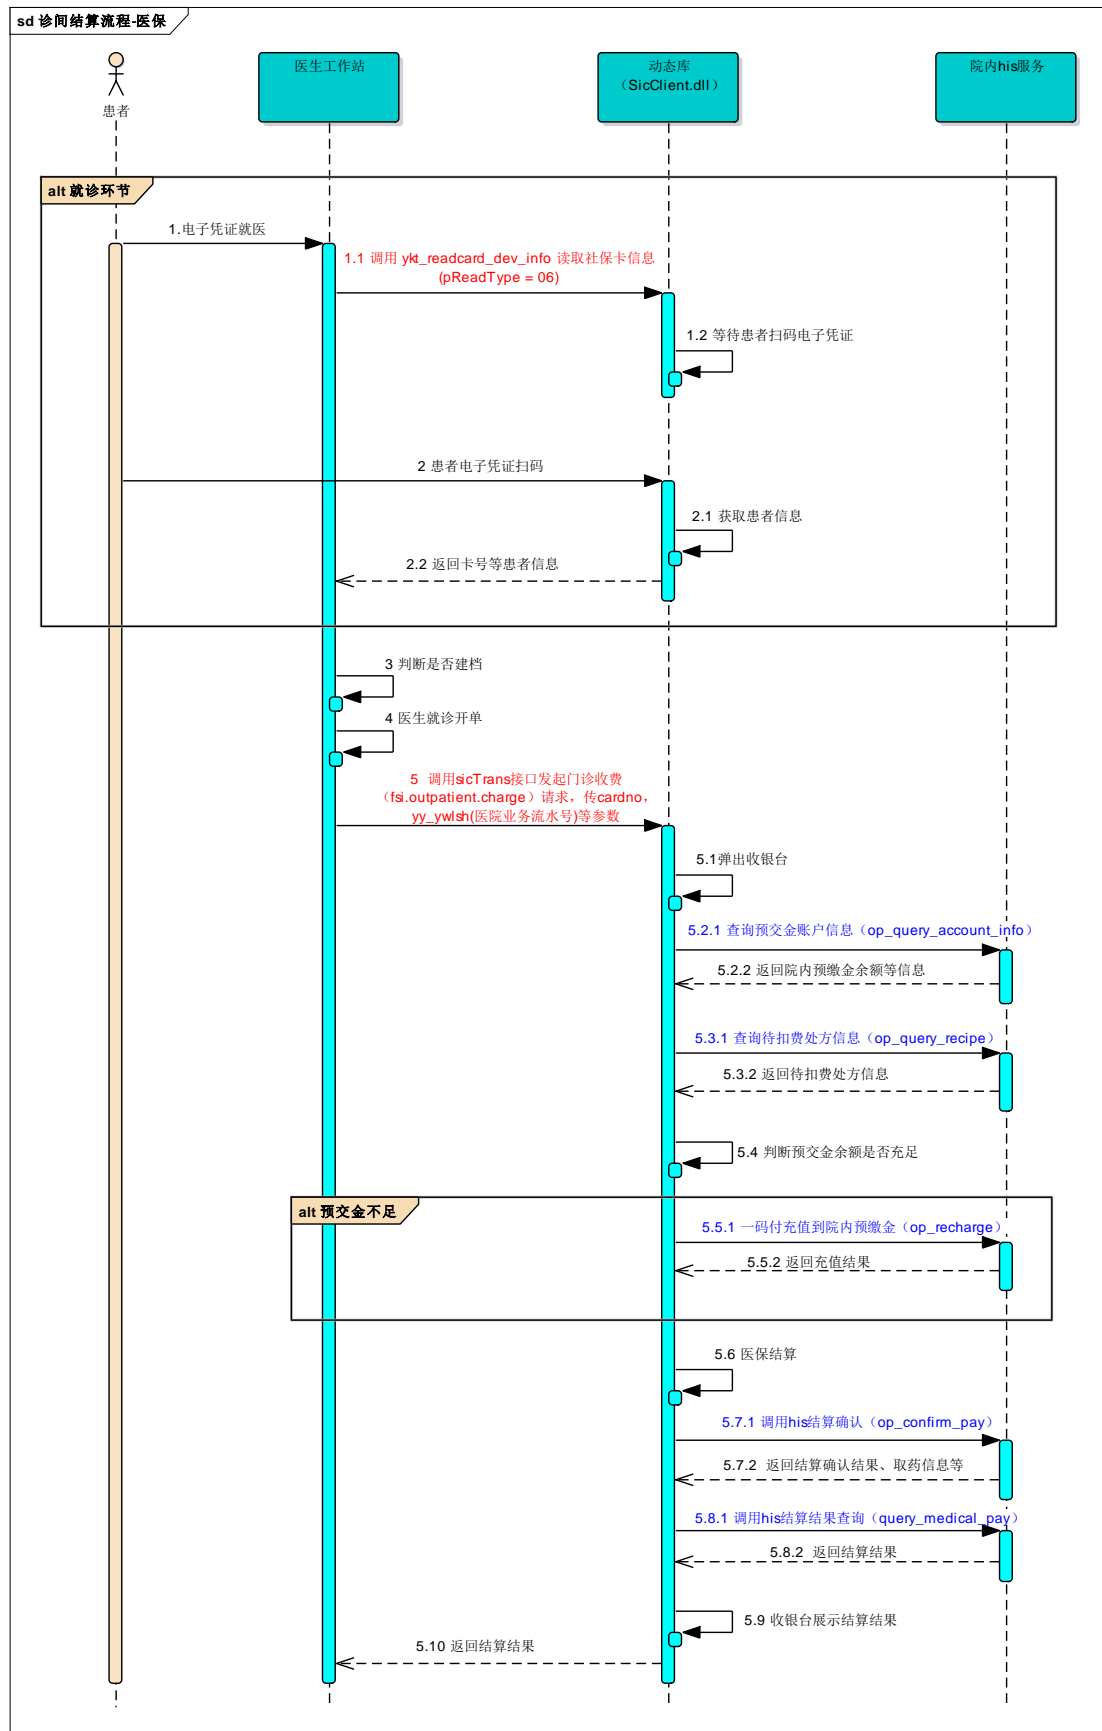 sd 诊间结算流程-医保
患者
医生工作站
动态库
（SicClient.dll）
院内his服务
alt 就诊环节
1.电子凭证就医
1.1 调用 ykt_readcard_dev_info 读取社保卡信息
(pReadType = 06)
1.2 等待患者扫码电子凭证
2 患者电子凭证扫码
2.1 获取患者信息
2.2 返回卡号等患者信息
3 判断是否建档
4 医生就诊开单
5 调用sicTrans接口发起门诊收费
（fsi.outpatient.charge）请求，传cardno，
yy_ywlsh(医院业务流水号)等参数
5.1弹出收银台
5.2.1 查询预交金账户信息（op_query_account_info）
5.2.2 返回院内预缴金余额等信息
5.3.1 查询待扣费处方信息（op_query_recipe）
5.3.2 返回待扣费处方信息
5.4 判断预交金余额是否充足
alt 预交金不足
5.5.1 一码付充值到院内预缴金（op_recharge）
5.5.2 返回充值结果
5.6 医保结算
5.7.1 调用his结算确认（op_confirm_pay）
5.7.2 返回结算确认结果、取药信息等
5.8.1 调用his结算结果查询（query_medical_pay）
5.8.2 返回结算结果
5.9 收银台展示结算结果
5.10 返回结算结果